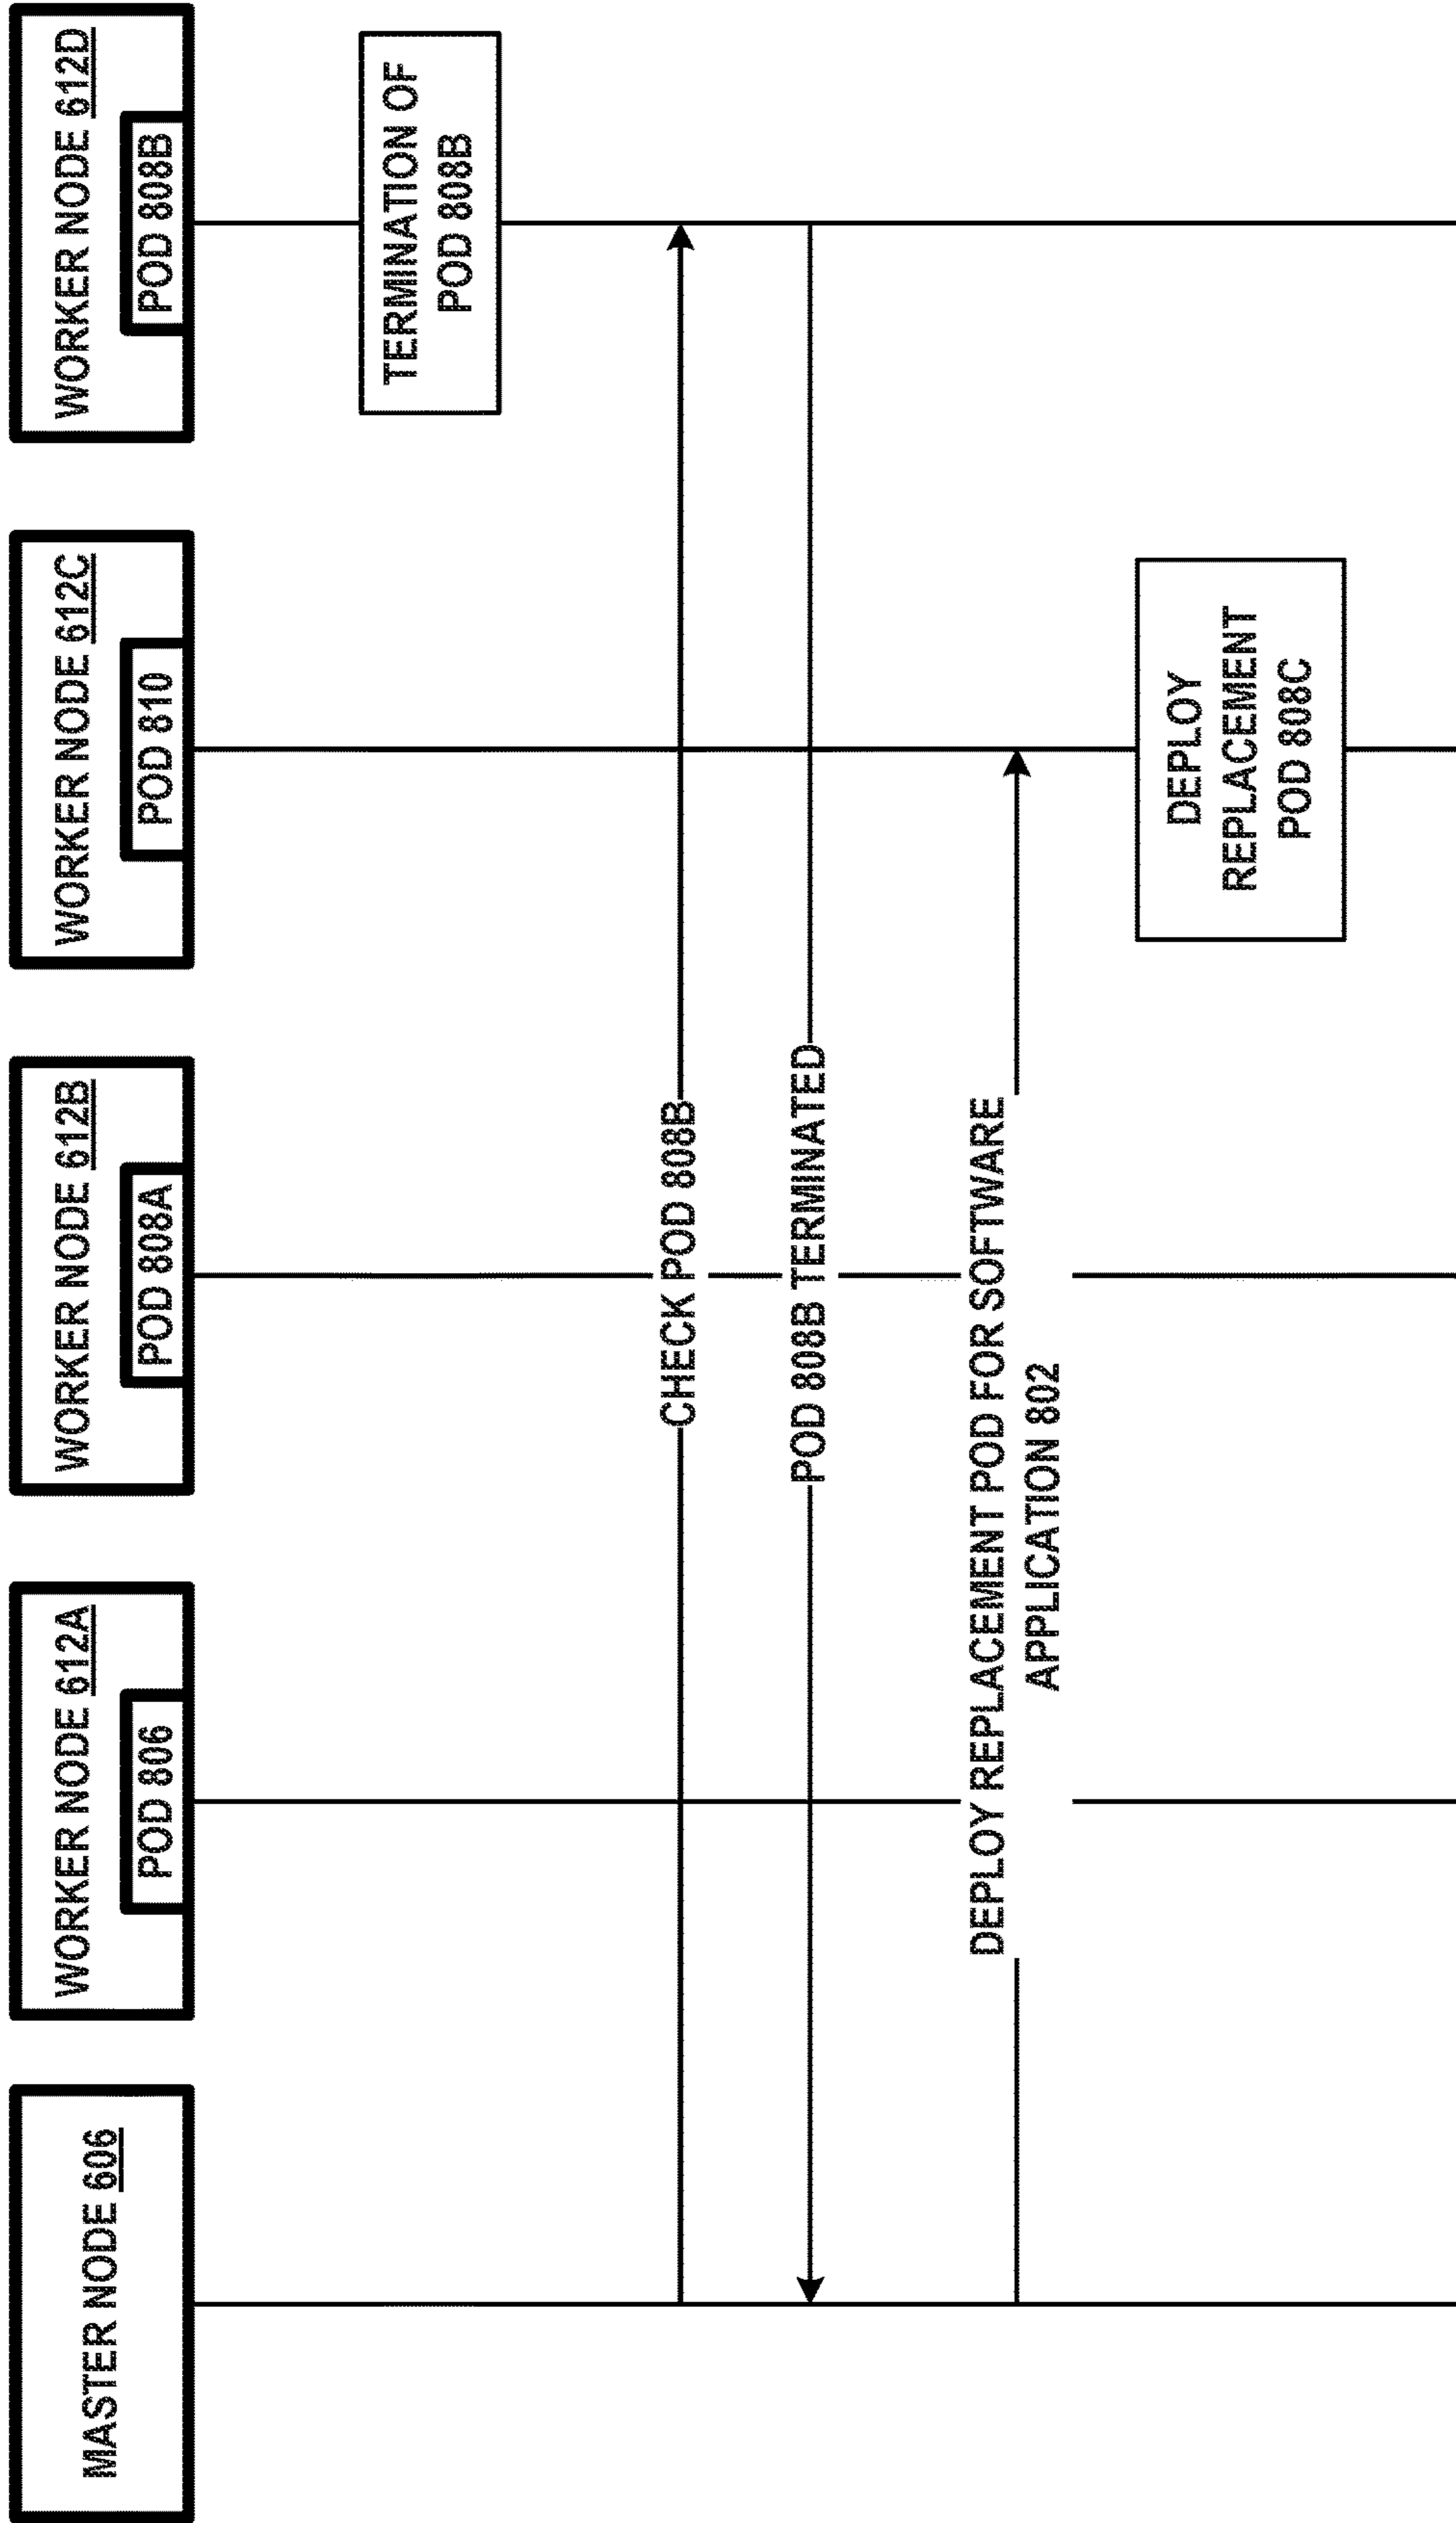 MASTER NODE 606
WORKER NODE 612A
POD 806
WORKER NODE 612B
POD 808A
WORKER NODE 612C
POD 810
WORKER NODE 612D
POD 808B
TERMINATION OF
POD 808B
CHECK POD 808B
POD 808B TERMINATED
DEPLOY REPLACEMENT POD FOR SOFTWARE
APPLICATION 802
DEPLOY
REPLACEMENT
POD 808C